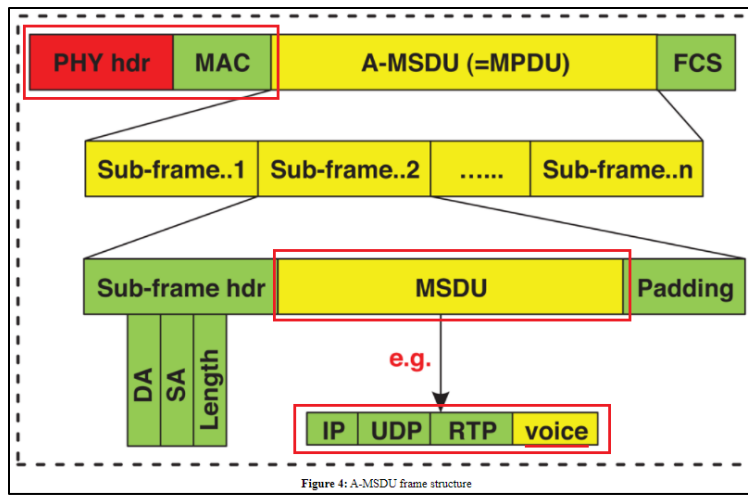 PHY hdr MAC A-MSDU (=MPDU) FCS
Sub-frame..1 Sub-frame..2 ...... Sub-frame..n
Sub-frame hdr MSDU Padding
DA SA Length
e.g.
IP UDP RTP voice
Figure 4: A-MSDU frame structure